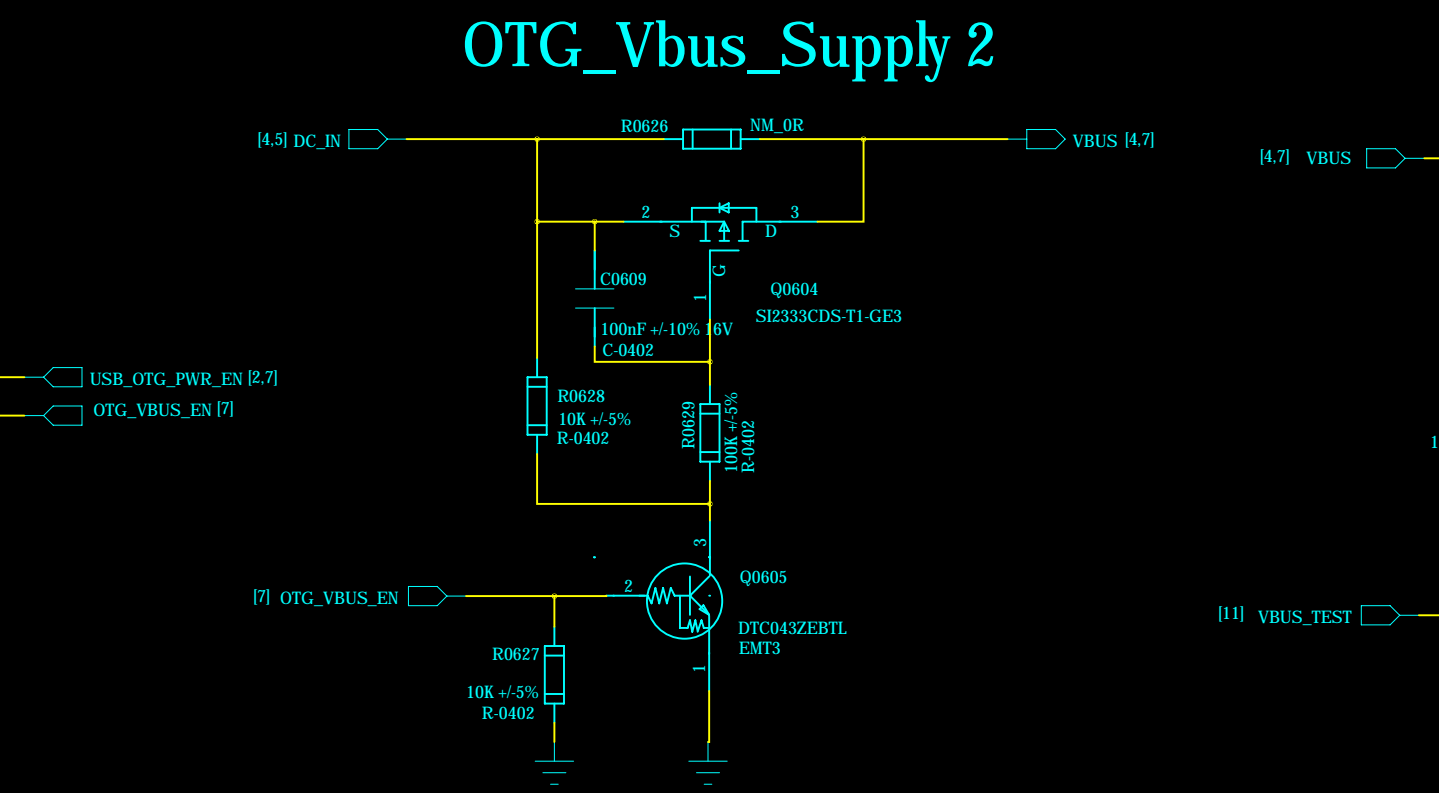 OTG_Vbus_Supply 2
[4,5] DC_IN
R0626
NM_0R
VBUS [4,7]
[4,7] VBUS
2
3
S
D
G
1
C0609
100nF +/-10% 16V
C-0402
Q0604
SI2333CDS-T1-GE3
USB_OTG_PWR_EN [2,7]
OTG_VBUS_EN [7]
R0628
10K +/-5%
R-0402
R0629
100K +/-5%
R-0402
1
3
[7] OTG_VBUS_EN
2
Q0605
DTC043ZEBTL
EMT3
1
R0627
10K +/-5%
R-0402
[11] VBUS_TEST